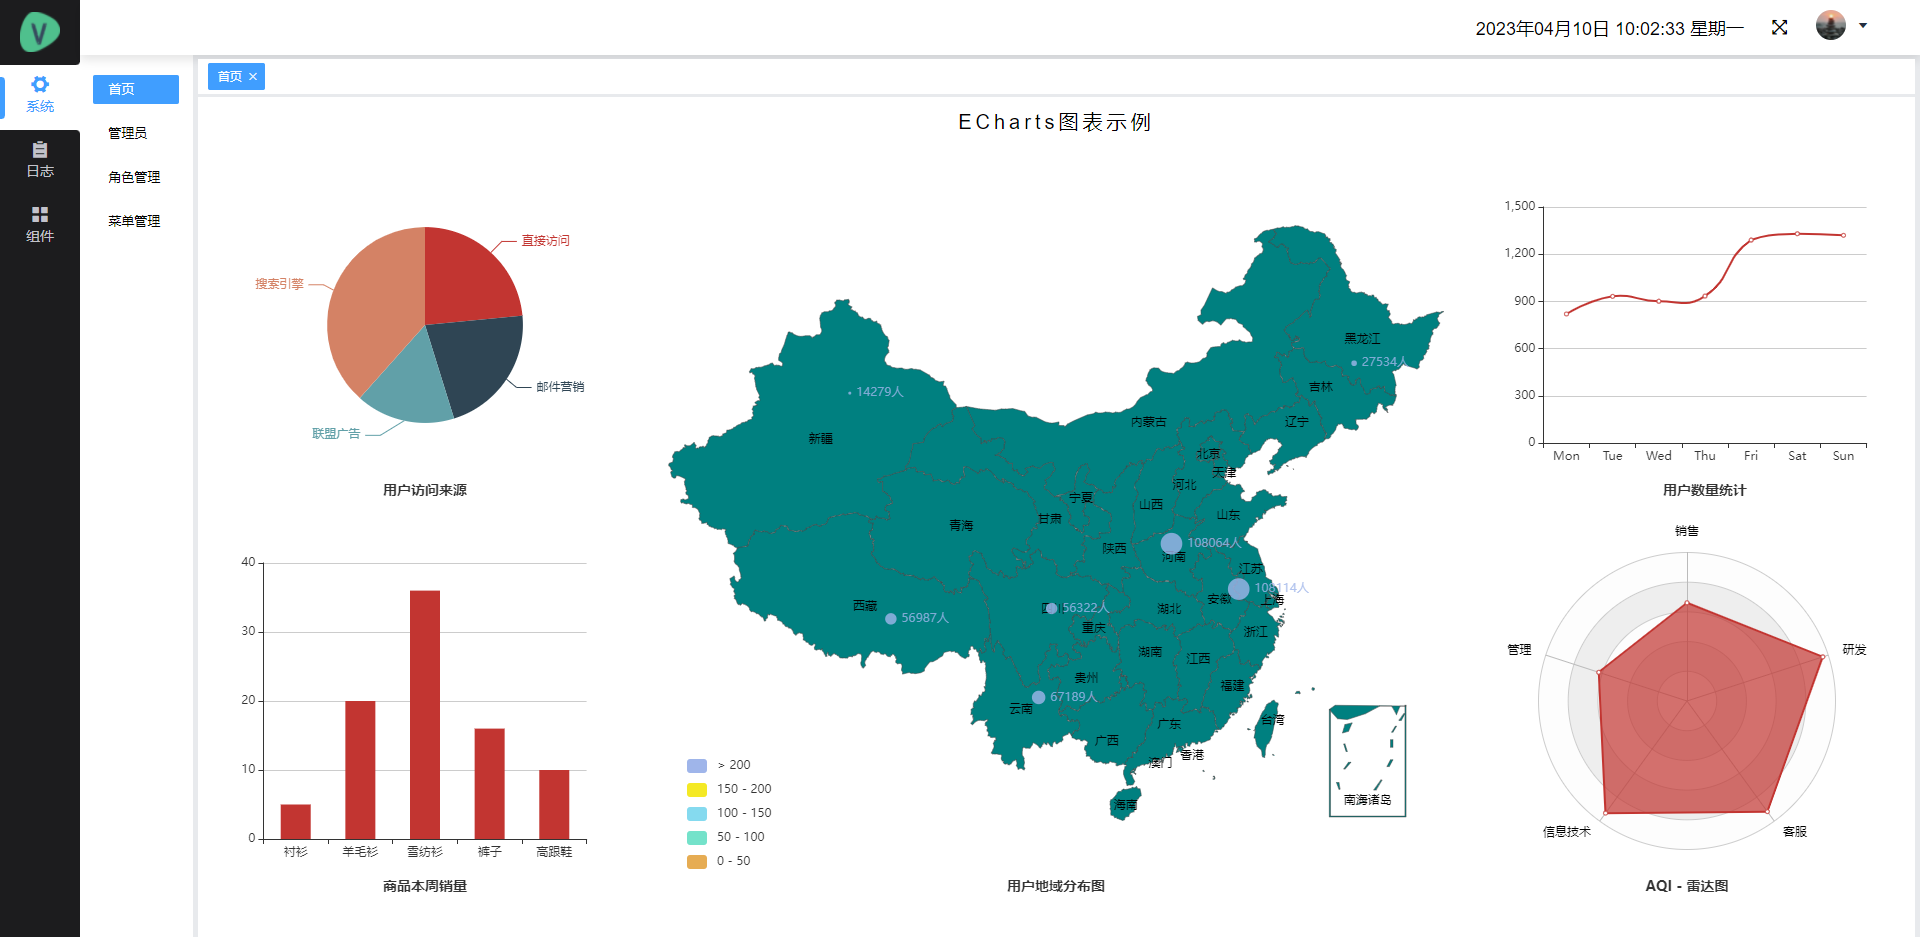 2023年04月10日 10:02:33 星期一
系统
日志
组件
首页
管理员
角色管理
菜单管理
首页 ×
ECharts图表示例
直接访问
搜索引擎
邮件营销
联盟广告
用户访问来源
40
30
20
10
0
衬衫 羊毛衫 雪纺衫 裤子 高跟鞋
商品本周销量
黑龙江
27534人
吉林
14279人
内蒙古
辽宁
新疆
北京
天津
河北
宁夏
山西
甘肃
山东
青海
陕西
108064人
河南
江苏
108114人
西藏
56987人
56322人
湖北
安徽
上海
重庆
浙江
湖南
江西
贵州
福建
67189人
云南
广东
台湾
广西
香港
澳门
海南
南海诸岛
> 200
150 - 200
100 - 150
50 - 100
0 - 50
用户地域分布图
1,500
1,200
900
600
300
0
Mon Tue Wed Thu Fri Sat Sun
用户数量统计
销售
管理
研发
信息技术
客服
AQI - 雷达图